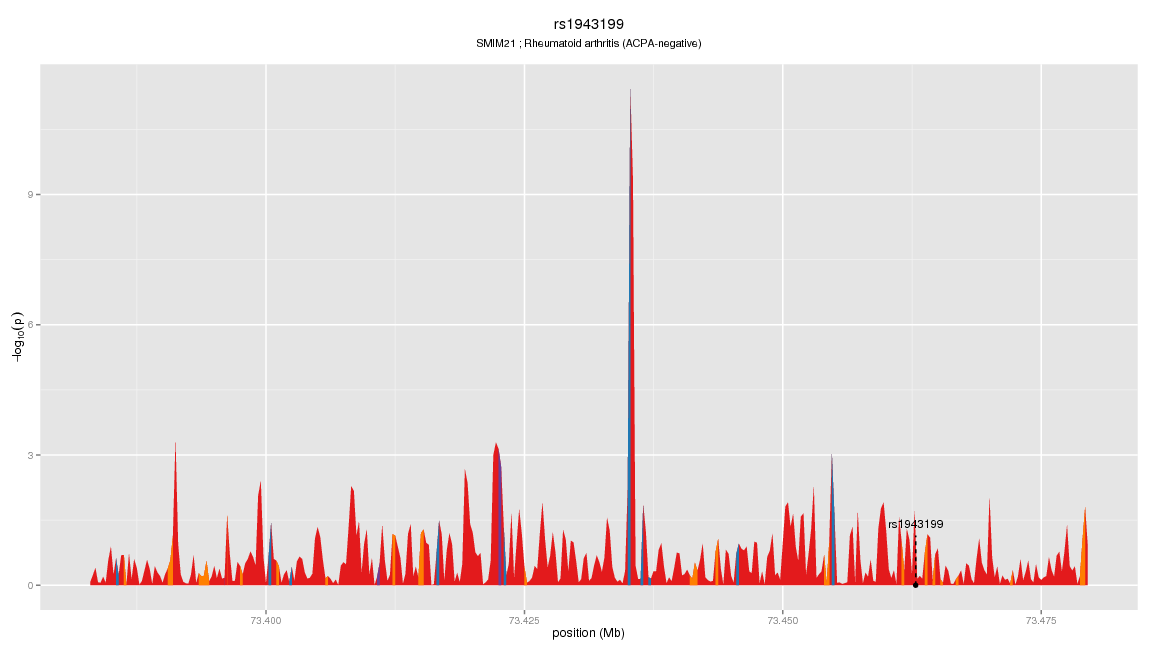 rs1943199
SMIM21 ; Rheumatoid arthritis (ACPA-negative)
9
6
3
0
−log10(p)
rs1943199
73.400
73.425
73.450
73.475
position (Mb)